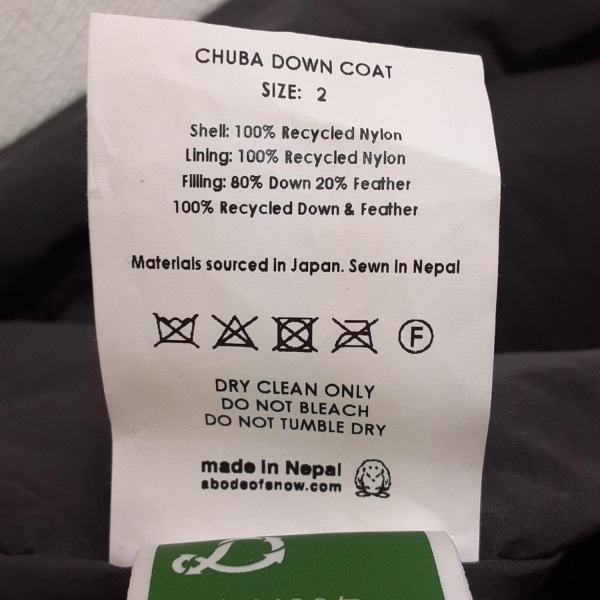 CHUBA DOWN COAT
SIZE: 2
Shell: 100% Recycled Nylon
Lining: 100% Recycled Nylon
Filling: 80% Down 20% Feather
100% Recycled Down & Feather
Materials sourced in Japan. Sewn in Nepal
F
DRY CLEAN ONLY
DO NOT BLEACH
DO NOT TUMBLE DRY
made in Nepal
abodeofsnow.com